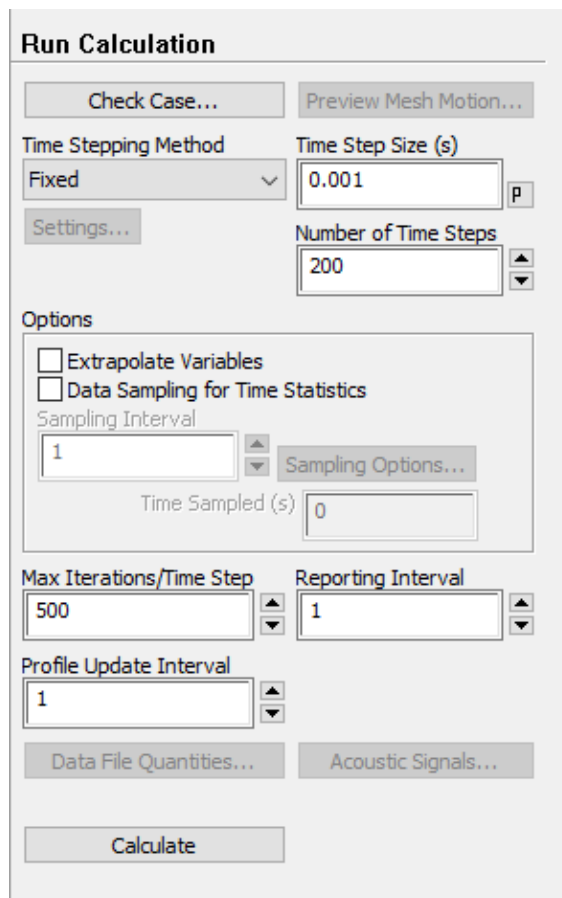 Run Calculation
Check Case...
Preview Mesh Motion...
Time Stepping Method
Time Step Size (s)
Fixed
0.001
P
Settings...
Number of Time Steps
200
Options
Extrapolate Variables
Data Sampling for Time Statistics
Sampling Interval
1
Sampling Options...
Time Sampled (s)
0
Max Iterations/Time Step
Reporting Interval
500
1
Profile Update Interval
1
Data File Quantities...
Acoustic Signals...
Calculate